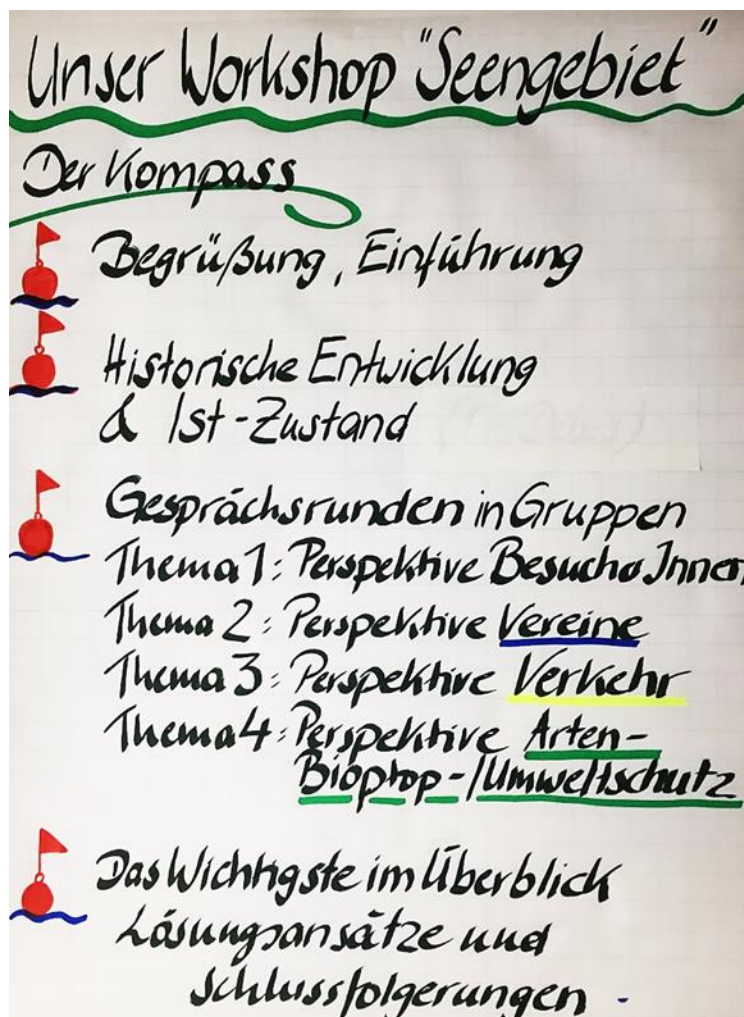 Unser Workshop "Seengebiet"
Der Kompass
Begrüßung, Einführung
Historische Entwicklung
& Ist-Zustand
Gesprächsrunden in Gruppen
Thema 1: Perspektive BesucherInnen
Thema 2: Perspektive Vereine
Thema 3: Perspektive Verkehr
Thema 4: Perspektive Arten-
Bioptop-/Umweltschutz
Das Wichtigste im Überblick
Lösungsansätze und
Schlussfolgerungen